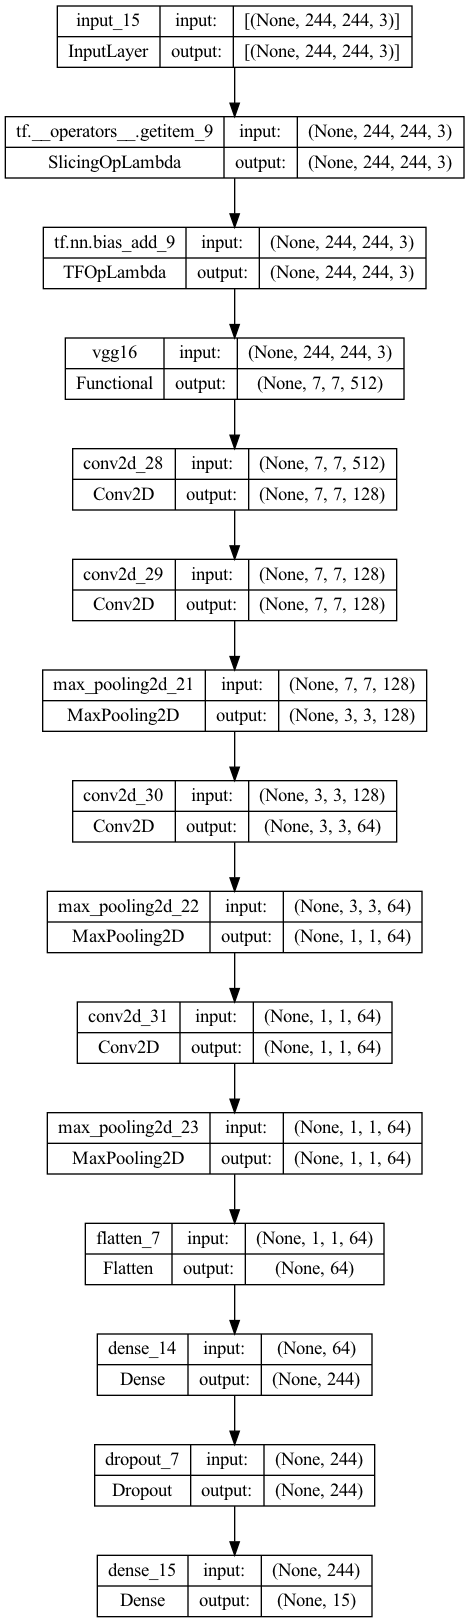 input_15 input: [(None, 244, 244, 3)]
InputLayer output: [(None, 244, 244, 3)]
tf.__operators__.getitem_9 input: (None, 244, 244, 3)
SlicingOpLambda output: (None, 244, 244, 3)
tf.nn.bias_add_9 input: (None, 244, 244, 3)
TFOpLambda output: (None, 244, 244, 3)
vgg16 input: (None, 244, 244, 3)
Functional output: (None, 7, 7, 512)
conv2d_28 input: (None, 7, 7, 512)
Conv2D output: (None, 7, 7, 128)
conv2d_29 input: (None, 7, 7, 128)
Conv2D output: (None, 7, 7, 128)
max_pooling2d_21 input: (None, 7, 7, 128)
MaxPooling2D output: (None, 3, 3, 128)
conv2d_30 input: (None, 3, 3, 128)
Conv2D output: (None, 3, 3, 64)
max_pooling2d_22 input: (None, 3, 3, 64)
MaxPooling2D output: (None, 1, 1, 64)
conv2d_31 input: (None, 1, 1, 64)
Conv2D output: (None, 1, 1, 64)
max_pooling2d_23 input: (None, 1, 1, 64)
MaxPooling2D output: (None, 1, 1, 64)
flatten_7 input: (None, 1, 1, 64)
Flatten output: (None, 64)
dense_14 input: (None, 64)
Dense output: (None, 244)
dropout_7 input: (None, 244)
Dropout output: (None, 244)
dense_15 input: (None, 244)
Dense output: (None, 15)